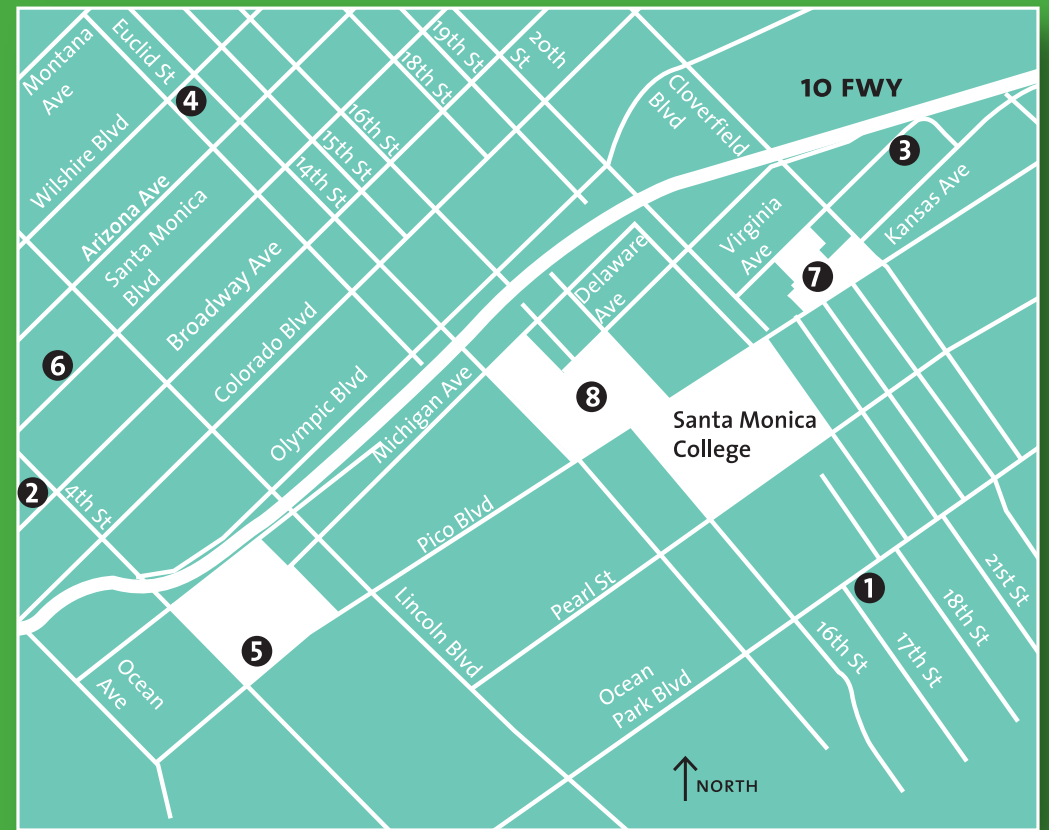 Montana
Ave
Euclid St
19th St
20th
St
18th St
4
Wilshire Blvd
16th St
15th St
14th St
Cloverfield
Blvd
10 FWY
3
Arizona Ave
Santa Monica
Blvd
Broadway Ave
Colorado Blvd
Olympic Blvd
Virginia
Ave
Kansas Ave
Delaware
Ave
7
6
8
Michigan Ave
Santa Monica
College
2
4th St
Pico Blvd
Lincoln Blvd
Pearl St
1
21st St
18th St
17th St
16th St
5
Ocean
Ave
Ocean
Park Blvd
NORTH